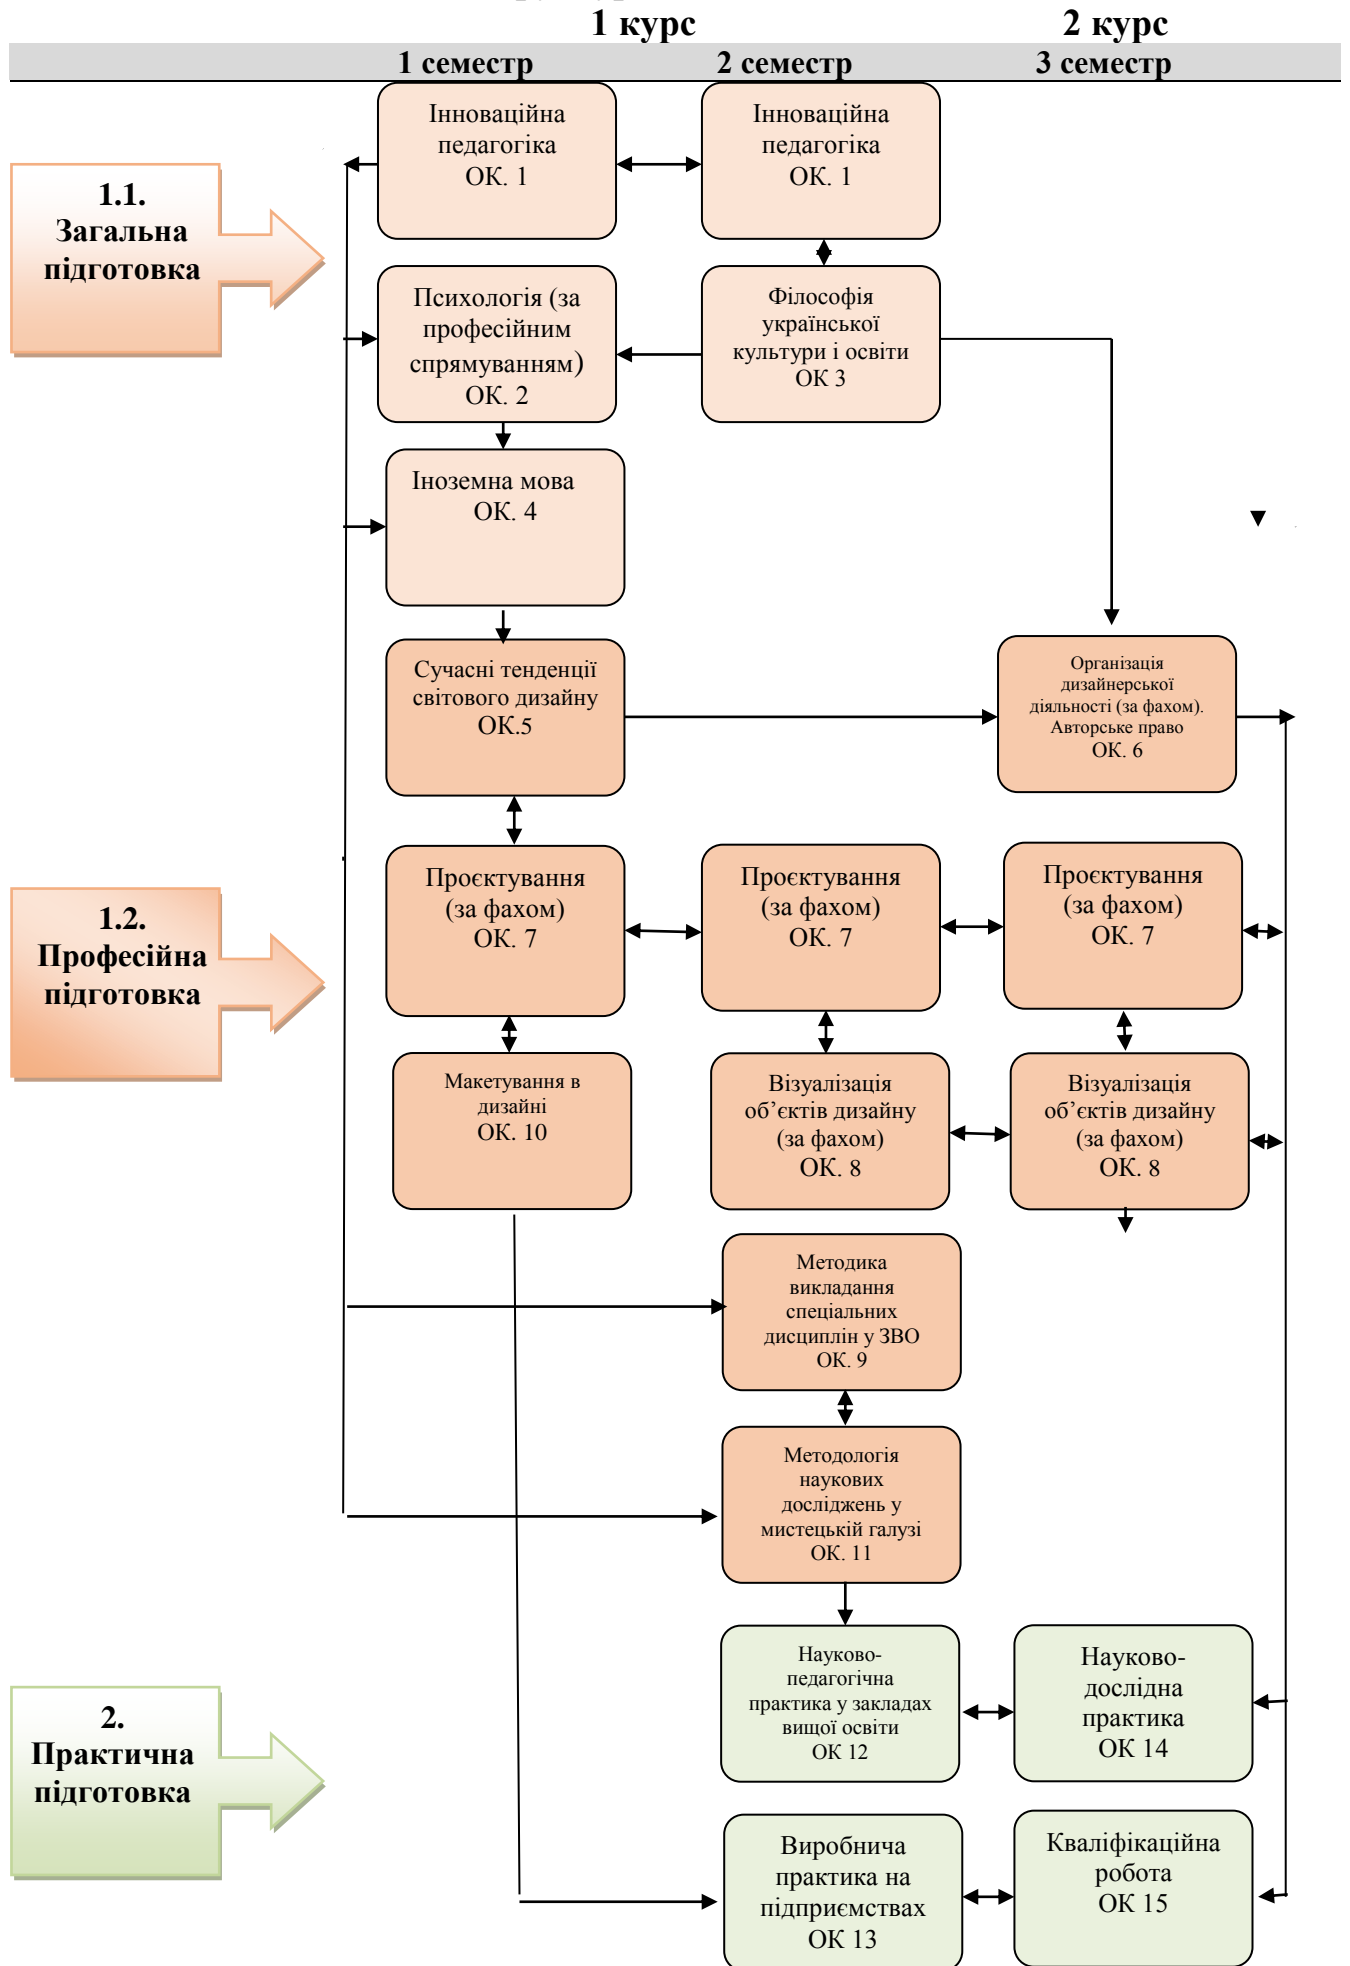 1 курс
2 курс
1 семестр
2 семестр
3 семестр
1.1.
Загальна
підготовка
Інноваційна
педагогіка
ОК. 1
Інноваційна
педагогіка
ОК. 1
Психологія (за
професійним
спрямуванням)
ОК. 2
Філософія
української
культури і освіти
ОК 3
Іноземна мова
ОК. 4
Сучасні тенденції
світового дизайну
ОК.5
Організація
дизайнерської
діяльності (за фахом).
Авторське право
ОК. 6
1.2.
Професійна
підготовка
Проєктування
(за фахом)
ОК. 7
Проєктування
(за фахом)
ОК. 7
Проєктування
(за фахом)
ОК. 7
Макетування в
дизайні
ОК. 10
Візуалізація
об’єктів дизайну
(за фахом)
ОК. 8
Візуалізація
об’єктів дизайну
(за фахом)
ОК. 8
Методика
викладання
спеціальних
дисциплін у ЗВО
ОК. 9
Методологія
наукових
досліджень у
мистецькій галузі
ОК. 11
2.
Практична
підготовка
Науково-
педагогічна
практика у закладах
вищої освіти
ОК 12
Науково-
дослідна
практика
ОК 14
Виробнича
практика на
підприємствах
ОК 13
Кваліфікаційна
робота
ОК 15